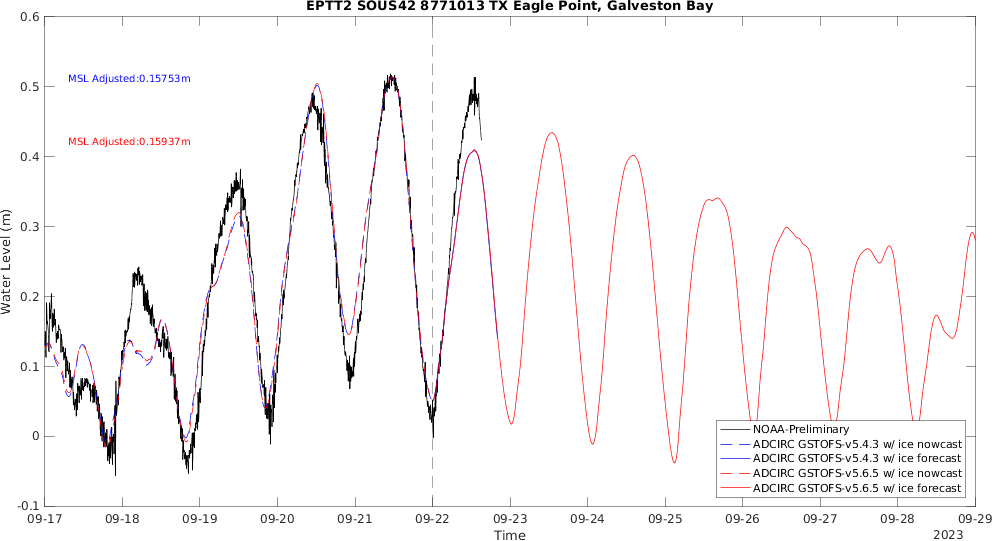 EPTT2 SOUS42 8771013 TX Eagle Point, Galveston Bay
0.6
0.5
0.4
0.3
0.2
0.1
0
-0.1
Water Level (m)
MSL Adjusted:0.15753m
MSL Adjusted:0.15937m
NOAA-Preliminary
ADCIRC GSTOFS-v5.4.3 w/ ice nowcast
ADCIRC GSTOFS-v5.4.3 w/ ice forecast
ADCIRC GSTOFS-v5.6.5 w/ ice nowcast
ADCIRC GSTOFS-v5.6.5 w/ ice forecast
09-17 09-18 09-19 09-20 09-21 09-22 09-23 09-24 09-25 09-26 09-27 09-28 09-29
Time
2023